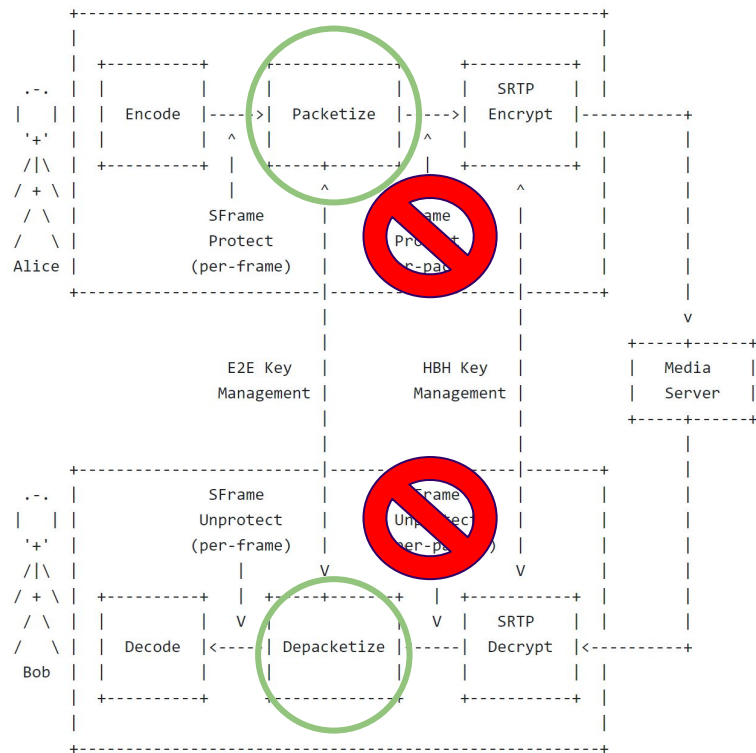 Encode
Packetize
SRTP
Encrypt
SFrame
Protect
(per-frame)
Alice
E2E Key
Management
HBH Key
Management
Media
Server
SFrame
Unprotect
(per-frame)
Decode
Depacketize
SRTP
Decrypt
Bob